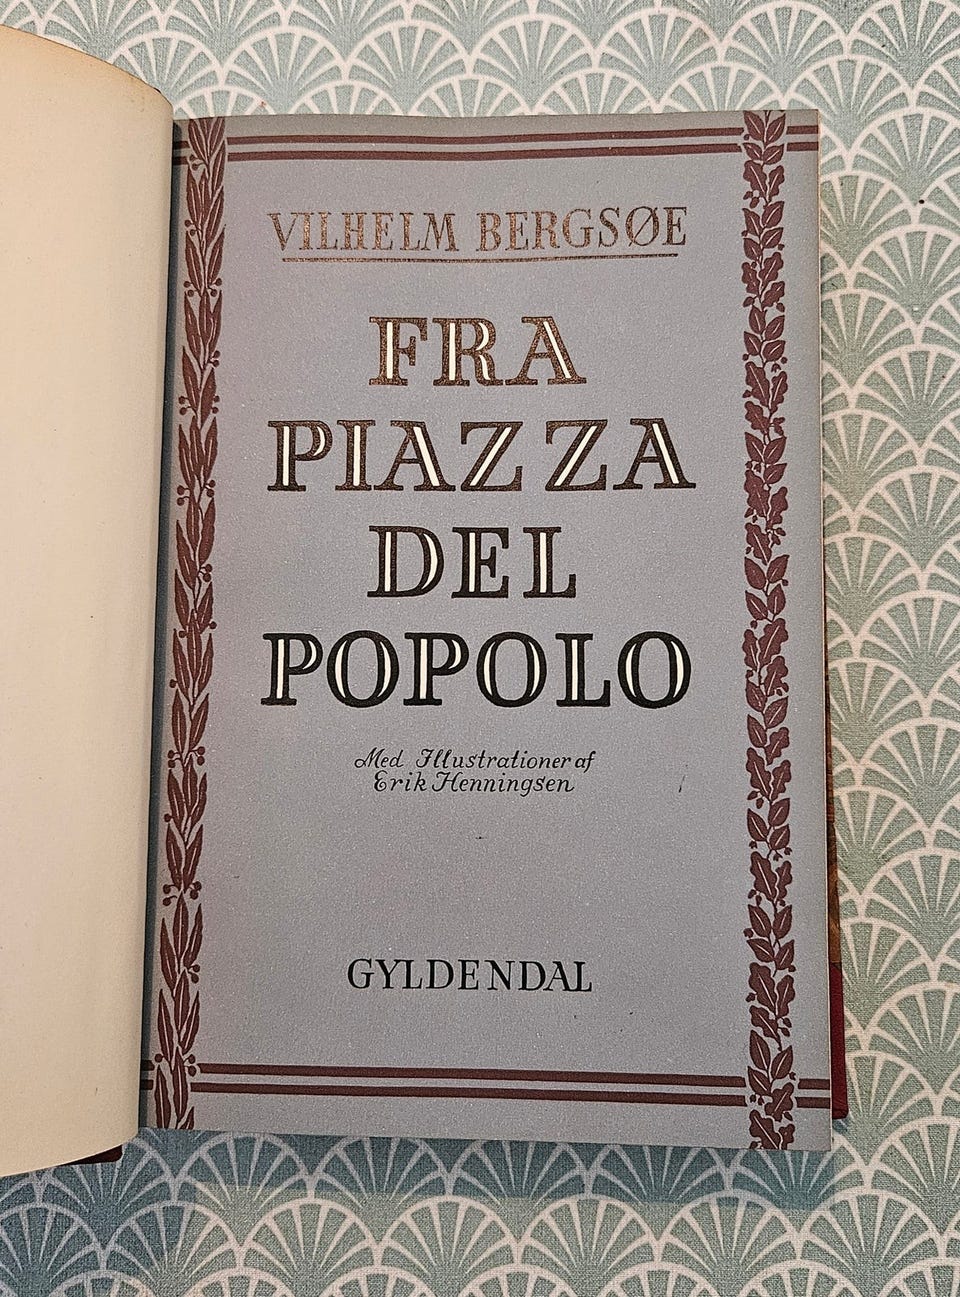 VILHELM BERGSØE
FRA
PIAZZA
DEL
POPOLO
Med Illustrationer af
Erik Henningsen
GYLDENDAL